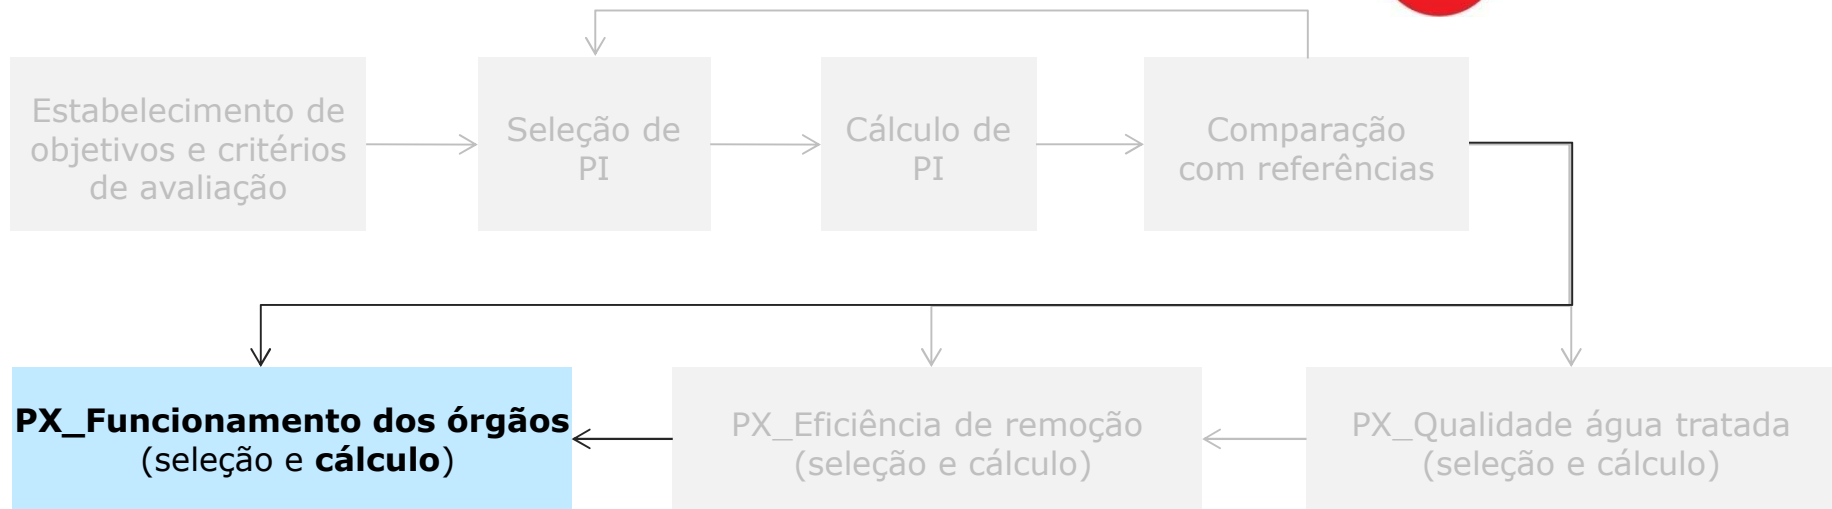 Estabelecimento de
objetivos e critérios
de avaliação
Seleção de
PI
Cálculo de
PI
Comparação
com referências
PX_Funcionamento dos órgãos
(seleção e cálculo)
PX_Eficiência de remoção
(seleção e cálculo)
PX_Qualidade água tratada
(seleção e cálculo)